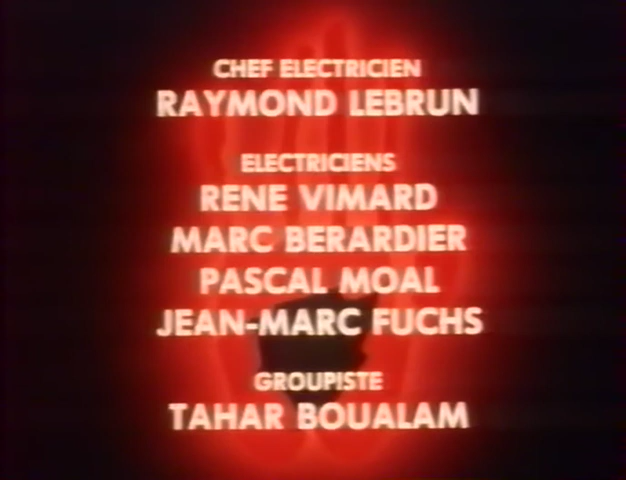 CHEF ELECTRICIEN
RAYMOND LEBRUN
ELECTRICIENS
RENE VIMARD
MARC BERARDIER
PASCAL MOAL
JEAN-MARC FUCHS
GROUPISTE
TAHAR BOUALAM